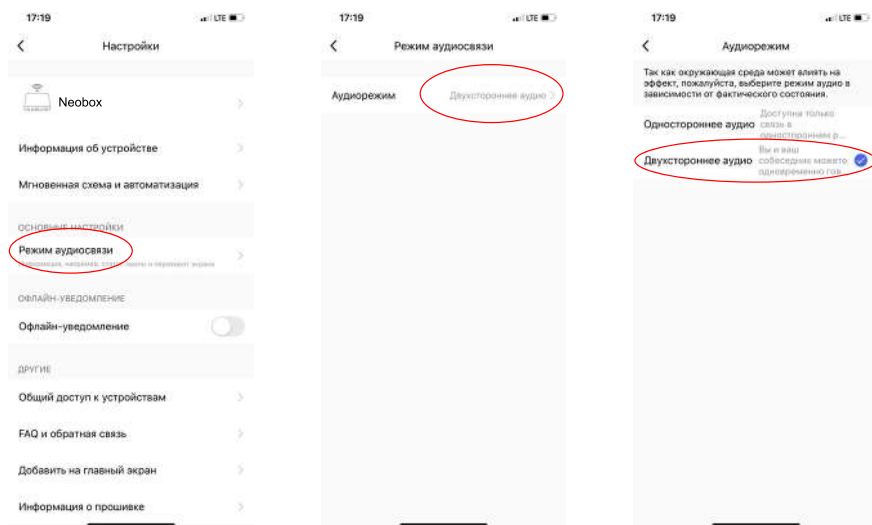 17:19
LTE
Настройки
Neobox
Информация об устройстве
Мгновенная схема и автоматизация
ОСНОВНЫЕ НАСТРОЙКИ
Режим аудиосвязи
ОФЛАЙН-УВЕДОМЛЕНИЕ
Офлайн-уведомление
ДРУГИЕ
Общий доступ к устройствам
FAQ и обратная связь
Добавить на главный экран
Информация о прошивке
17:19
LTE
Режим аудиосвязи
Аудиорежим
Двухстороннее аудио
17:19
LTE
Аудиорежим
Так как окружающая среда может влиять на
эффект, пожалуйста, выберите режим аудио в
зависимости от фактического состояния.
Одностороннее аудио
Доступна только
связь в
одностороннем р...
Двухстороннее аудио
Вы и ваш
собеседник можете
одновременно гов...